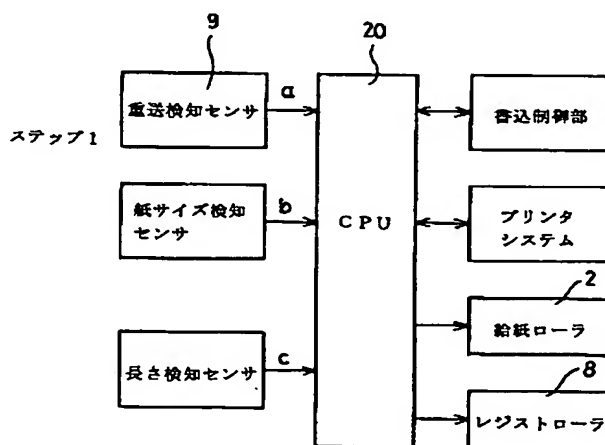 9
20
重送検知センサ
a
書込制御部
ステップ1
紙サイズ検知
センサ
b
CPU
プリンタ
システム
2
給紙ローラ
長さ検知センサ
c
8
レジストローラ